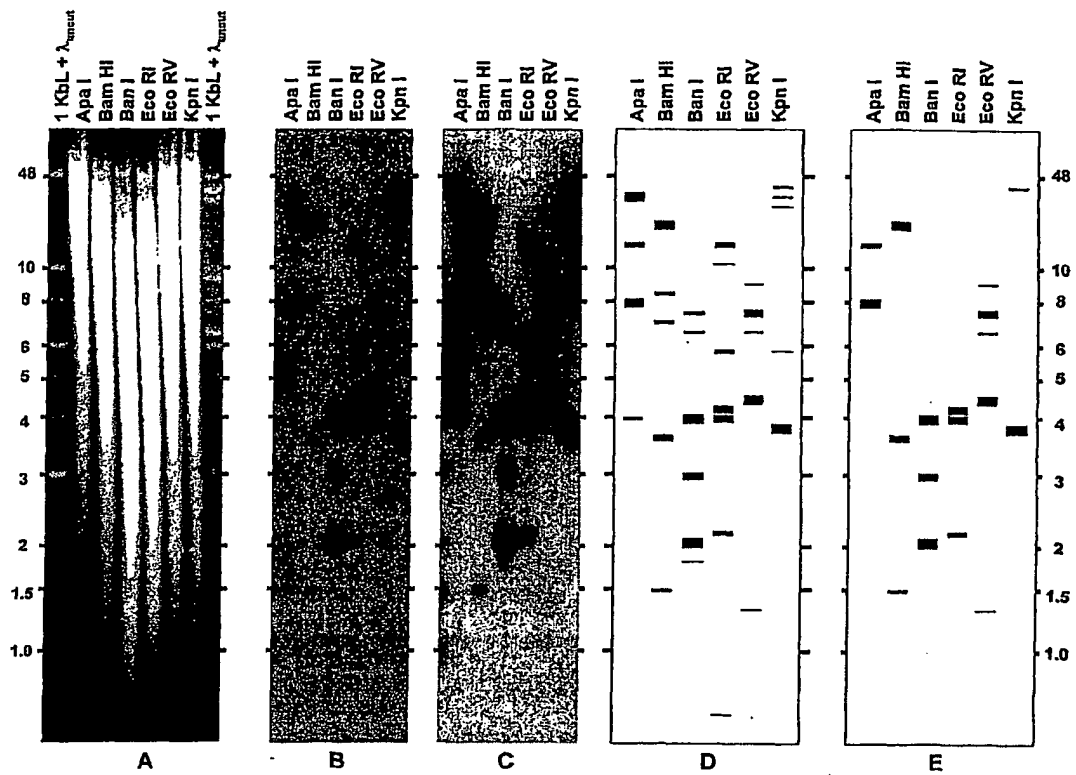 1 KbL + λuncut
Apa I
Bam HI
Ban I
Eco RI
Eco RV
Kpn I
1 KbL + λuncut
Apa I
Bam HI
Ban I
Eco RI
Eco RV
Kpn I
Apa I
Bam HI
Ban I
Eco RI
Eco RV
Kpn I
Apa I
Bam HI
Ban I
Eco RI
Eco RV
Kpn I
Apa I
Bam HI
Ban I
Eco RI
Eco RV
Kpn I
48
10
8
6
5
4
3
2
1.5
1.0
48
10
8
6
5
4
3
2
1.5
1.0
A
B
C
D
E